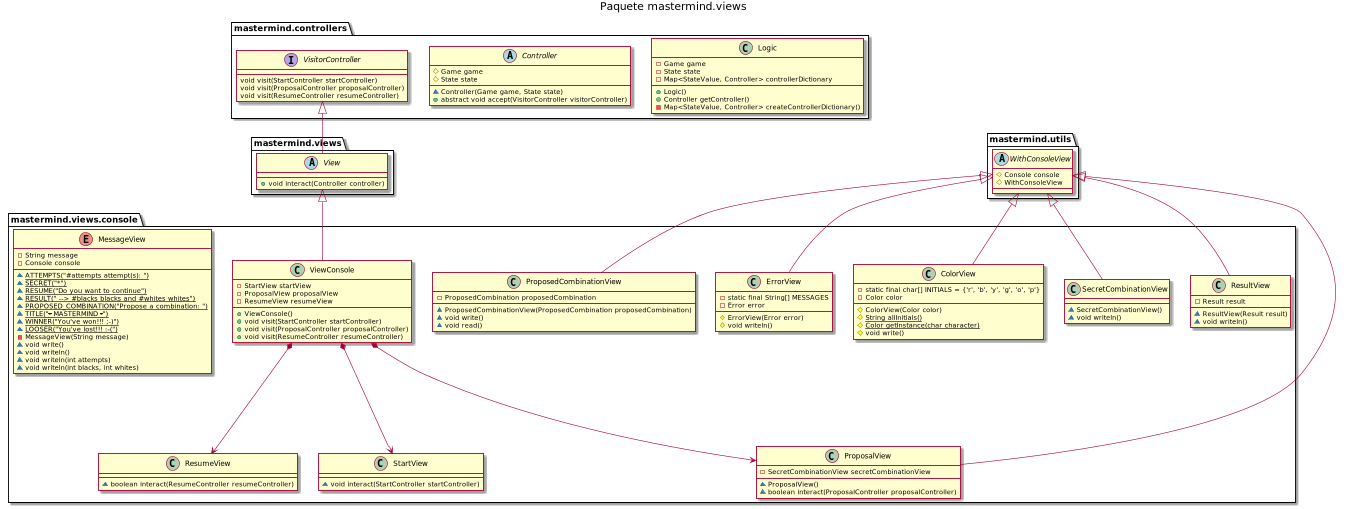 Paquete mastermind.views
mastermind.controllers
I VisitorController
void visit(StartController startController)
void visit(ProposalController proposalController)
void visit(ResumeController resumeController)
A Controller
Game game
State state
Controller(Game game, State state)
abstract void accept(VisitorController visitorController)
C Logic
Game game
State state
Map<StateValue, Controller> controllerDictionary
Logic()
Controller getController()
Map<StateValue, Controller> createControllerDictionary()
mastermind.views
A View
void interact(Controller controller)
mastermind.utils
A WithConsoleView
Console console
WithConsoleView
mastermind.views.console
E MessageView
String message
Console console
ATTEMPTS("#attempts attempt(s): ")
SECRET("*")
RESUME("Do you want to continue")
RESULT(" --> #blacks blacks and #whites whites")
PROPOSED_COMBINATION("Propose a combination: ")
TITLE("❤ MASTERMIND ❤")
WINNER("You've won!!! ;-)")
LOOSER("You've lost!!! :-(")
MessageView(String message)
void write()
void writeln()
void writeln(int attempts)
void writeln(int blacks, int whites)
C ViewConsole
StartView startView
ProposalView proposalView
ResumeView resumeView
ViewConsole()
void visit(StartController startController)
void visit(ProposalController proposalController)
void visit(ResumeController resumeController)
C ProposedCombinationView
ProposedCombination proposedCombination
ProposedCombinationView(ProposedCombination proposedCombination)
void write()
void read()
C ErrorView
static final String[] MESSAGES
Error error
ErrorView(Error error)
void writeln()
C ColorView
static final char[] INITIALS = {'r', 'b', 'y', 'g', 'o', 'p'}
Color color
ColorView(Color color)
String allInitials()
Color getInstance(char character)
void write()
C SecretCombinationView
SecretCombinationView()
void writeln()
C ResultView
Result result
ResultView(Result result)
void writeln()
C ResumeView
boolean interact(ResumeController resumeController)
C StartView
void interact(StartController startController)
C ProposalView
SecretCombinationView secretCombinationView
ProposalView()
boolean interact(ProposalController proposalController)